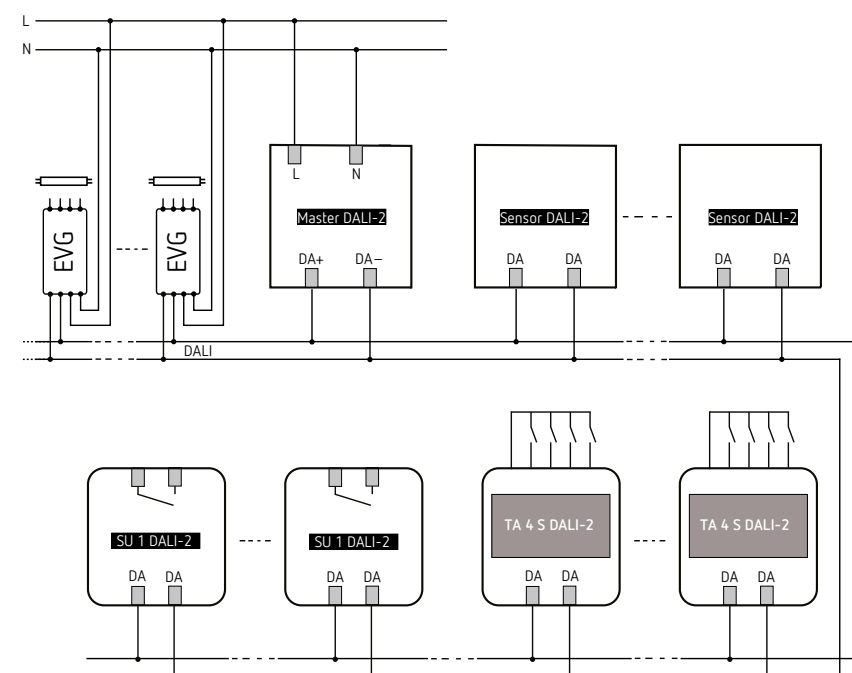 L
N
L N
Master DALI-2
Sensor DALI-2
Sensor DALI-2
EVG
EVG
DA+ DA−
DA DA
DA DA
DALI
TA 4 S DALI-2
TA 4 S DALI-2
SU 1 DALI-2
SU 1 DALI-2
DA DA
DA DA
DA DA
DA DA